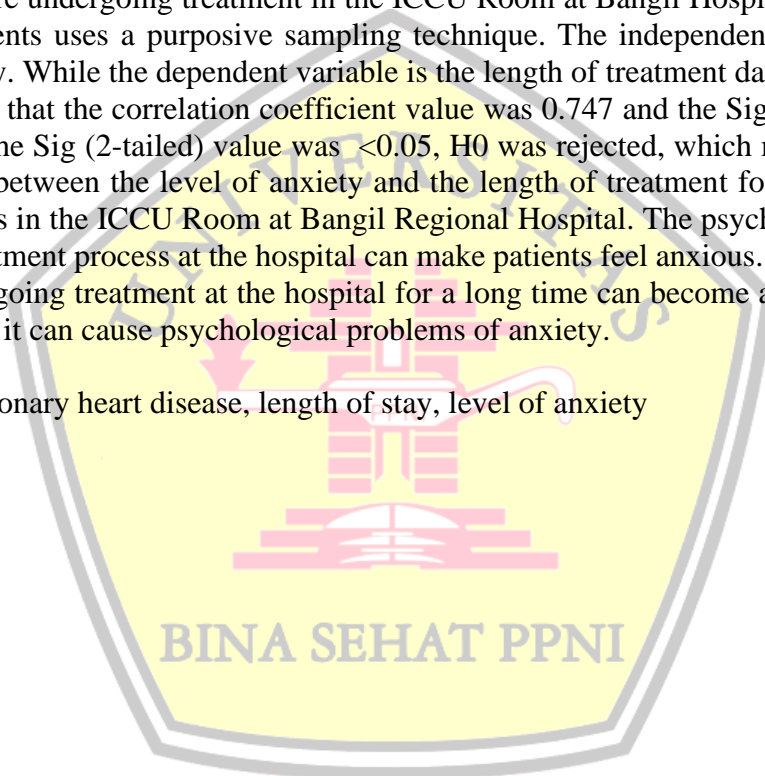 re undergoing treatment in the ICCU Room at Bangil Hospi
ents uses a purposive sampling technique. The independen
y. While the dependent variable is the length of treatment da
that the correlation coefficient value was 0.747 and the Sig
he Sig (2-tailed) value was <0.05, H0 was rejected, which r
between the level of anxiety and the length of treatment fo
s in the ICCU Room at Bangil Regional Hospital. The psych
tment process at the hospital can make patients feel anxious.
going treatment at the hospital for a long time can become a
it can cause psychological problems of anxiety.
onary heart disease, length of stay, level of anxiety
UNIVERSITAS
PPNI
BINA SEHAT PPNI